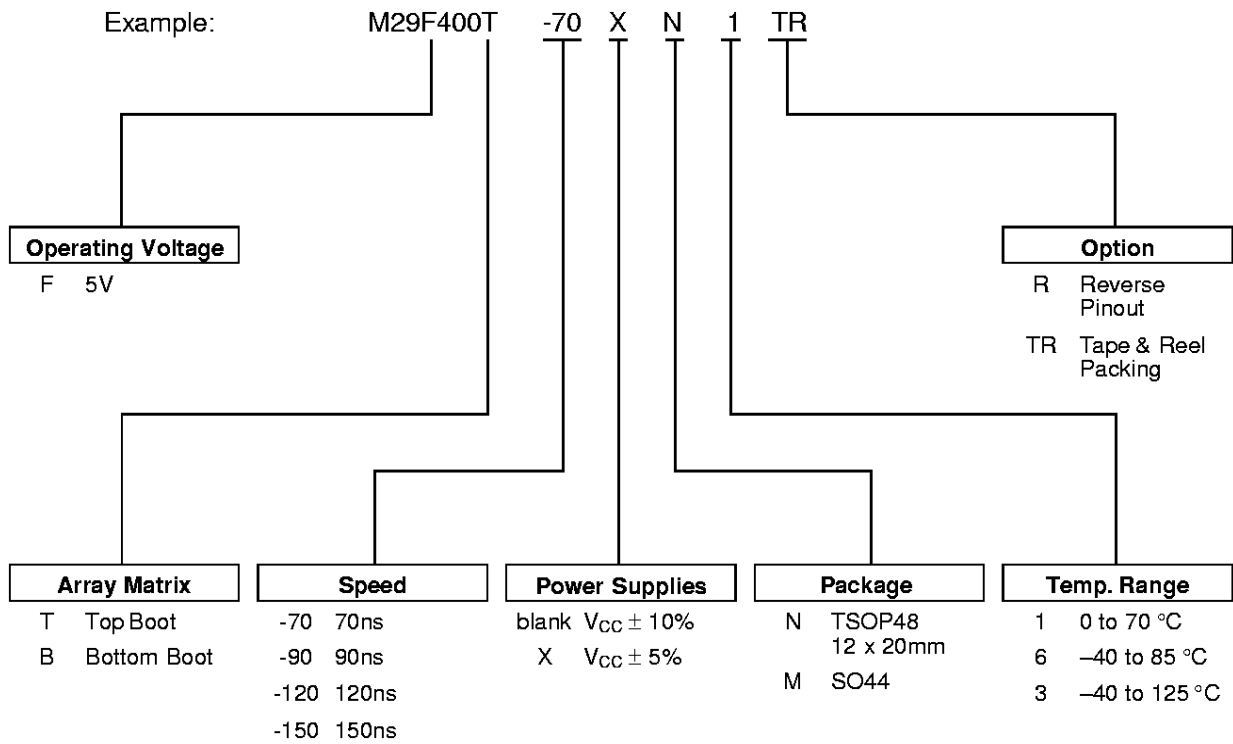 Example: M29F400T -70 X N 1 TR
Operating Voltage
F 5V
Option
R Reverse
Pinout
TR Tape & Reel
Packing
Array Matrix
T Top Boot
B Bottom Boot
Speed
-70 70ns
-90 90ns
-120 120ns
-150 150ns
Power Supplies
blank VCC ± 10%
X VCC ± 5%
Package
N TSOP48
12 x 20mm
M SO44
Temp. Range
1 0 to 70 °C
6 –40 to 85 °C
3 –40 to 125 °C